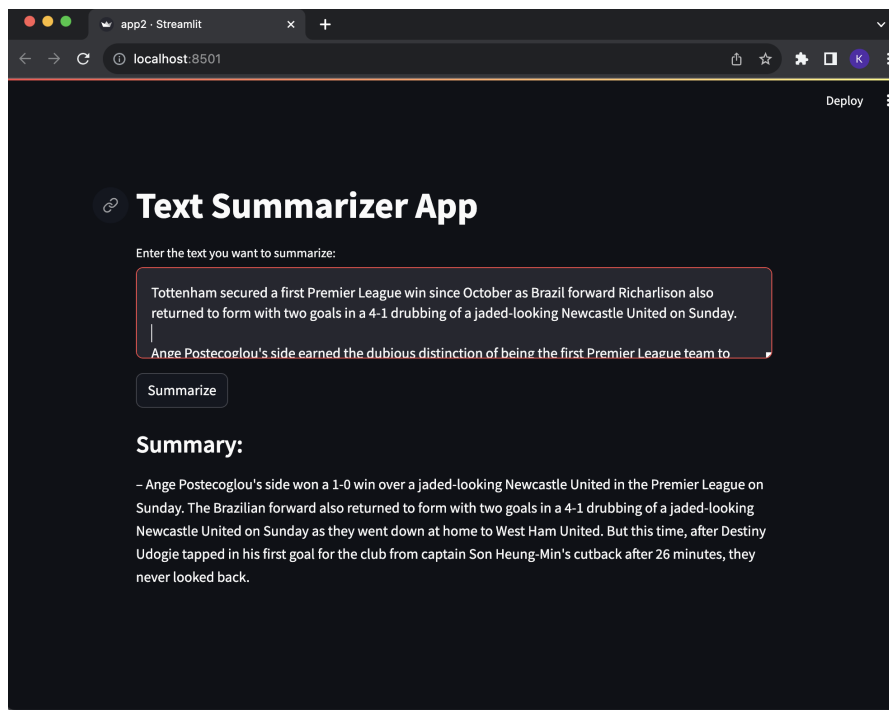 app2 · Streamlit
localhost:8501
K
Deploy
Text Summarizer App
Enter the text you want to summarize:
Tottenham secured a first Premier League win since October as Brazil forward Richarlison also
returned to form with two goals in a 4-1 drubbing of a jaded-looking Newcastle United on Sunday.
Ange Postecoglou's side earned the dubious distinction of being the first Premier League team to
Summarize
Summary:
– Ange Postecoglou's side won a 1-0 win over a jaded-looking Newcastle United in the Premier League on
Sunday. The Brazilian forward also returned to form with two goals in a 4-1 drubbing of a jaded-looking
Newcastle United on Sunday as they went down at home to West Ham United. But this time, after Destiny
Udogie tapped in his first goal for the club from captain Son Heung-Min's cutback after 26 minutes, they
never looked back.